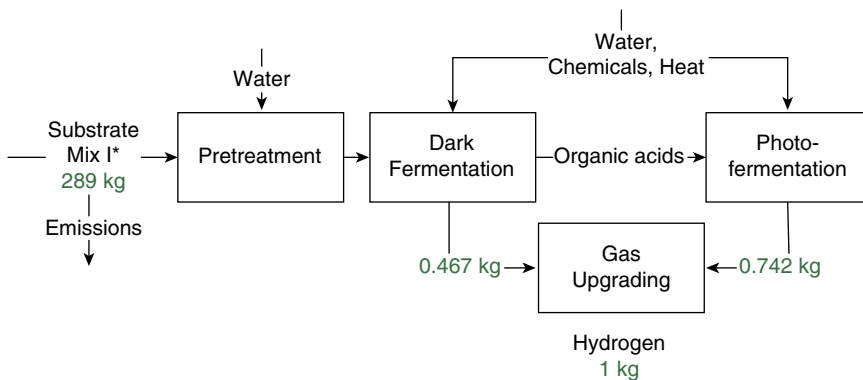 Water,
Chemicals, Heat
Water
Substrate
Mix I*
289 kg
Emissions
Pretreatment
Dark
Fermentation
Organic acids
Photo-
fermentation
0.467 kg
Gas
Upgrading
0.742 kg
Hydrogen
1 kg